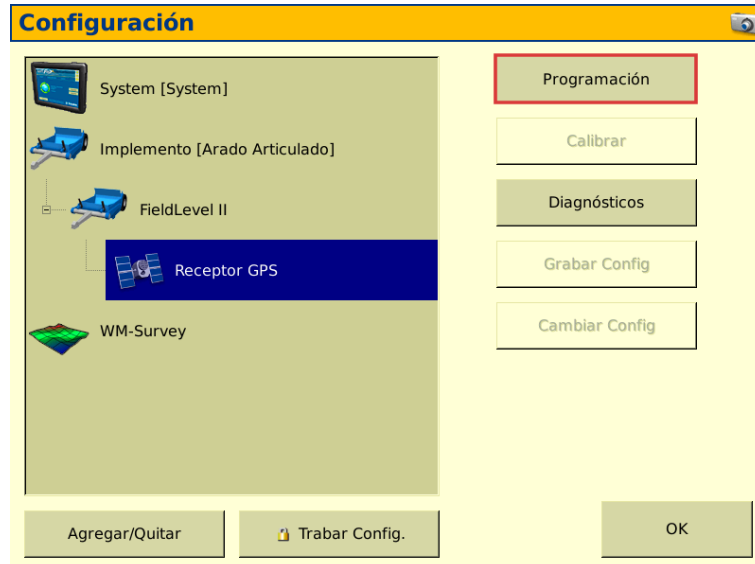 Configuración
System [System]
Implemento [Arado Articulado]
FieldLevel II
Receptor GPS
WM-Survey
Programación
Calibrar
Diagnósticos
Grabar Config
Cambiar Config
Agregar/Quitar
Trabar Config.
OK